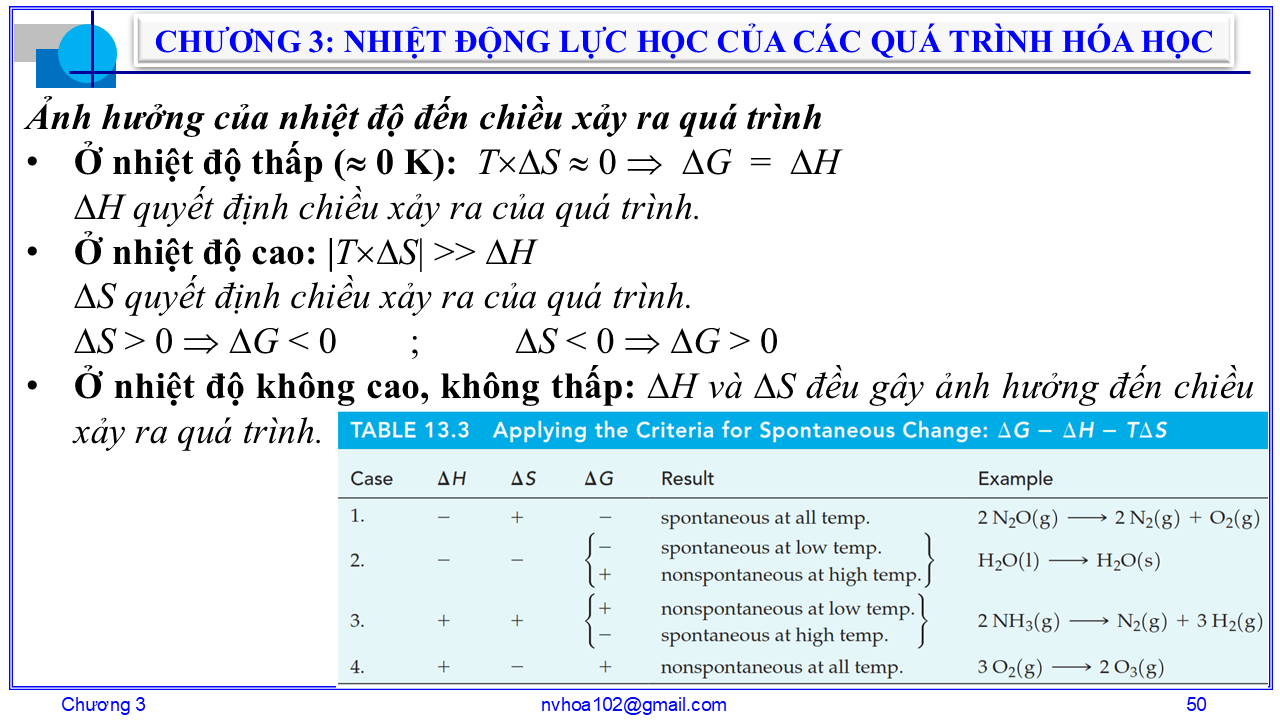 CHƯƠNG 3: NHIỆT ĐỘNG LỰC HỌC CỦA CÁC QUÁ TRÌNH HÓA HỌC
Ảnh hưởng của nhiệt độ đến chiều xảy ra quá trình
• Ở nhiệt độ thấp (≈ 0 K): T×ΔS ≈ 0 ⇒ ΔG = ΔH
ΔH quyết định chiều xảy ra của quá trình.
• Ở nhiệt độ cao: |T×ΔS| >> ΔH
ΔS quyết định chiều xảy ra của quá trình.
ΔS > 0 ⇒ ΔG < 0 ; ΔS < 0 ⇒ ΔG > 0
• Ở nhiệt độ không cao, không thấp: ΔH và ΔS đều gây ảnh hưởng đến chiều
xảy ra quá trình.
TABLE 13.3 Applying the Criteria for Spontaneous Change: ΔG − ΔH − TΔS
Case ΔH ΔS ΔG Result Example
1. − + − spontaneous at all temp. 2 N₂O(g) ⟶ 2 N₂(g) + O₂(g)
2. − − { − spontaneous at low temp. } H₂O(l) ⟶ H₂O(s)
+ nonspontaneous at high temp.
3. + + { + nonspontaneous at low temp. } 2 NH₃(g) ⟶ N₂(g) + 3 H₂(g)
− spontaneous at high temp.
4. + − + nonspontaneous at all temp. 3 O₂(g) ⟶ 2 O₃(g)
Chương 3 nvhoa102@gmail.com 50